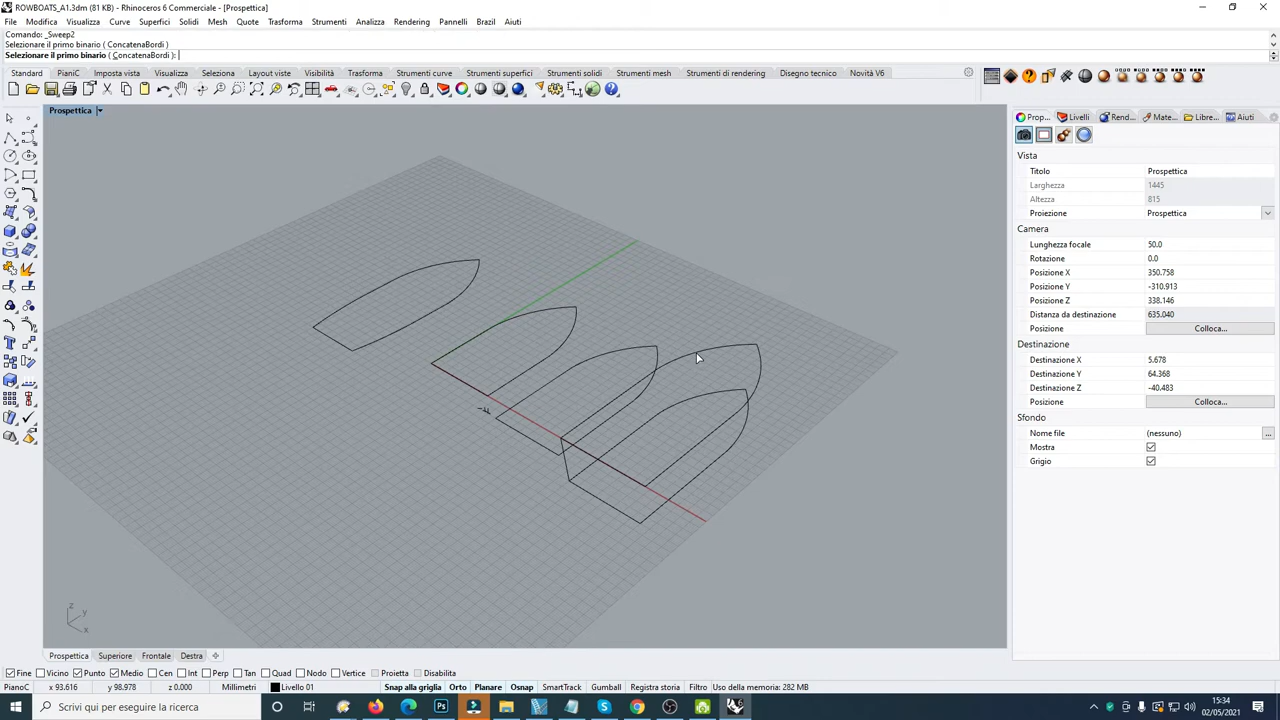 ROWBOATS_A1.3dm (81 KB) - Rhinoceros 6 Commerciale - [Prospettica]
File Modifica Visualizza Curve Superfici Solidi Mesh Quote Trasforma Strumenti Analizza Rendering Pannelli Brazil Aiuti
Comando: _Sweep2
Selezionare il primo binario ( ConcatenaBordi )
Selezionare il primo binario ( ConcatenaBordi ):
Standard PianiC Imposta vista Visualizza Seleziona Layout viste Visibilità Trasforma Strumenti curve Strumenti superfici Strumenti solidi Strumenti mesh Strumenti di rendering Disegno tecnico Novità V6
Prospettica
Prop... Livelli Rend... Mate... Libre... Aiuti
Vista
Titolo Prospettica
Larghezza 1445
Altezza 815
Proiezione Prospettica
Camera
Lunghezza focale 50.0
Rotazione 0.0
Posizione X 350.758
Posizione Y -310.913
Posizione Z 338.146
Distanza da destinazione 635.040
Posizione Colloca...
Destinazione
Destinazione X 5.678
Destinazione Y 64.368
Destinazione Z -40.483
Posizione Colloca...
Sfondo
Nome file (nessuno) ...
Mostra
Grigio
z
y
x
Prospettica Superiore Frontale Destra
Fine Vicino Punto Medio Cen Int Perp Tan Quad Nodo Vertice Proietta Disabilita
PianoC x 93.616 y 98.978 z 0.000 Millimetri Livello 01 Snap alla griglia Orto Planare Osnap SmartTrack Gumball Registra storia Filtro Uso della memoria: 282 MB
Scrivi qui per eseguire la ricerca
15:34
02/05/2021